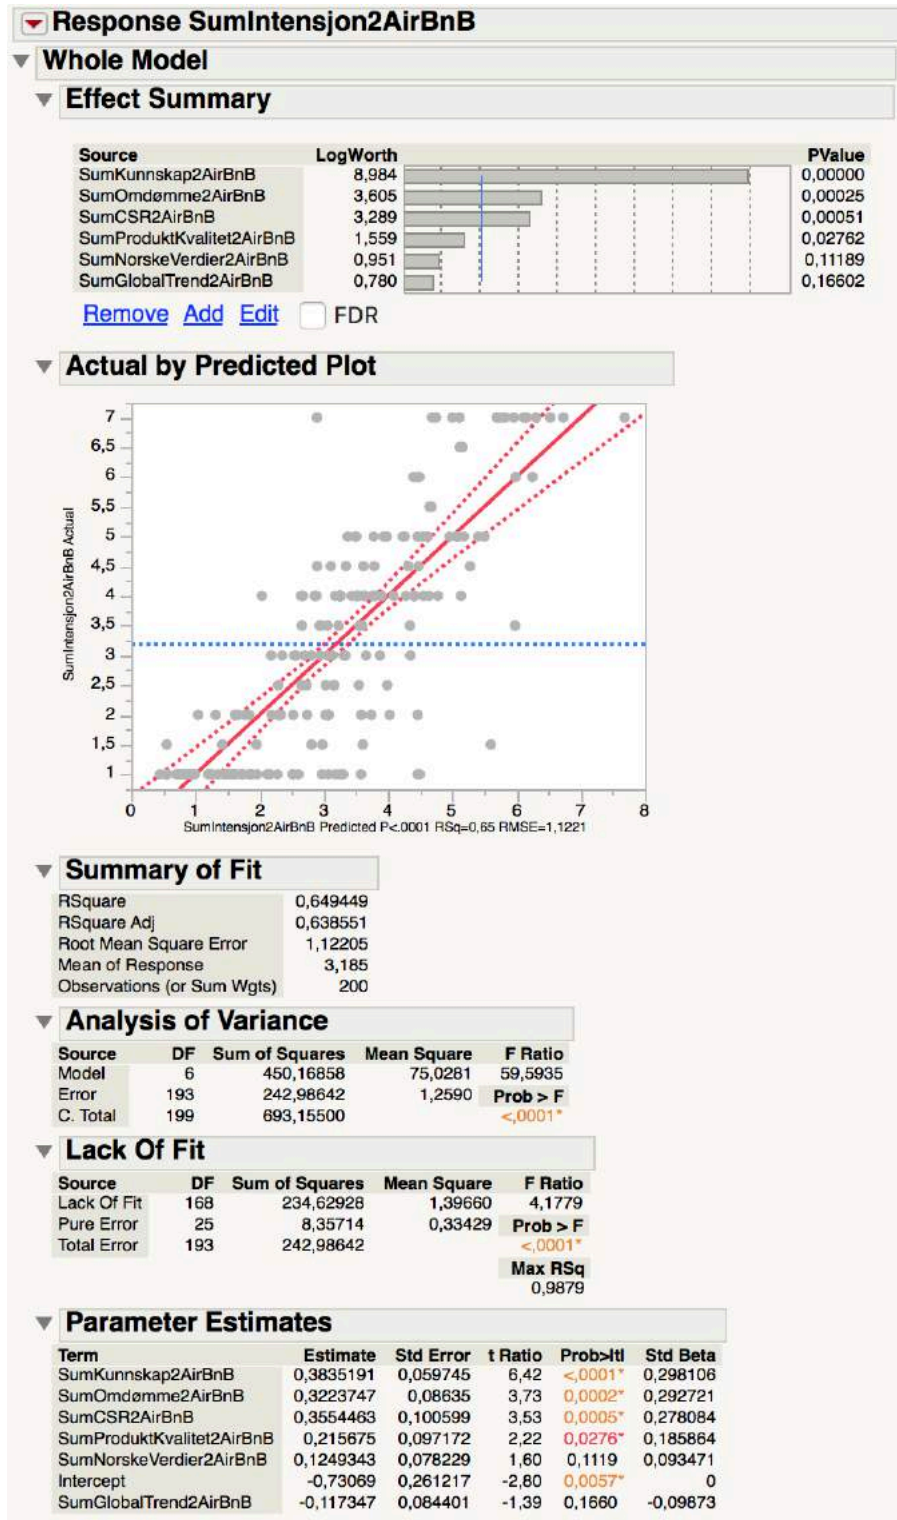 Response SumIntensjon2AirBnB
Whole Model
Effect Summary
Source LogWorth PValue
SumKunnskap2AirBnB 8,984 0,00000
SumOmdømme2AirBnB 3,605 0,00025
SumCSR2AirBnB 3,289 0,00051
SumProduktKvalitet2AirBnB 1,559 0,02762
SumNorskeVerdier2AirBnB 0,951 0,11189
SumGlobalTrend2AirBnB 0,780 0,16602
Remove Add Edit FDR
Actual by Predicted Plot
SumIntensjon2AirBnB Actual
7
6,5
6
5,5
5
4,5
4
3,5
3
2,5
2
1,5
1
0 1 2 3 4 5 6 7 8
SumIntensjon2AirBnB Predicted P<.0001 RSq=0,65 RMSE=1,1221
Summary of Fit
RSquare 0,649449
RSquare Adj 0,638551
Root Mean Square Error 1,12205
Mean of Response 3,185
Observations (or Sum Wgts) 200
Analysis of Variance
Source DF Sum of Squares Mean Square F Ratio
Model 6 450,16858 75,0281 59,5935
Error 193 242,98642 1,2590 Prob > F
C. Total 199 693,15500 <,0001*
Lack Of Fit
Source DF Sum of Squares Mean Square F Ratio
Lack Of Fit 168 234,62928 1,39660 4,1779
Pure Error 25 8,35714 0,33429 Prob > F
Total Error 193 242,98642 <,0001*
Max RSq
0,9879
Parameter Estimates
Term Estimate Std Error t Ratio Prob>|t| Std Beta
SumKunnskap2AirBnB 0,3835191 0,059745 6,42 <,0001* 0,298106
SumOmdømme2AirBnB 0,3223747 0,08635 3,73 0,0002* 0,292721
SumCSR2AirBnB 0,3554463 0,100599 3,53 0,0005* 0,278084
SumProduktKvalitet2AirBnB 0,215675 0,097172 2,22 0,0276* 0,185864
SumNorskeVerdier2AirBnB 0,1249343 0,078229 1,60 0,1119 0,093471
Intercept -0,73069 0,261217 -2,80 0,0057* 0
SumGlobalTrend2AirBnB -0,117347 0,084401 -1,39 0,1660 -0,09873